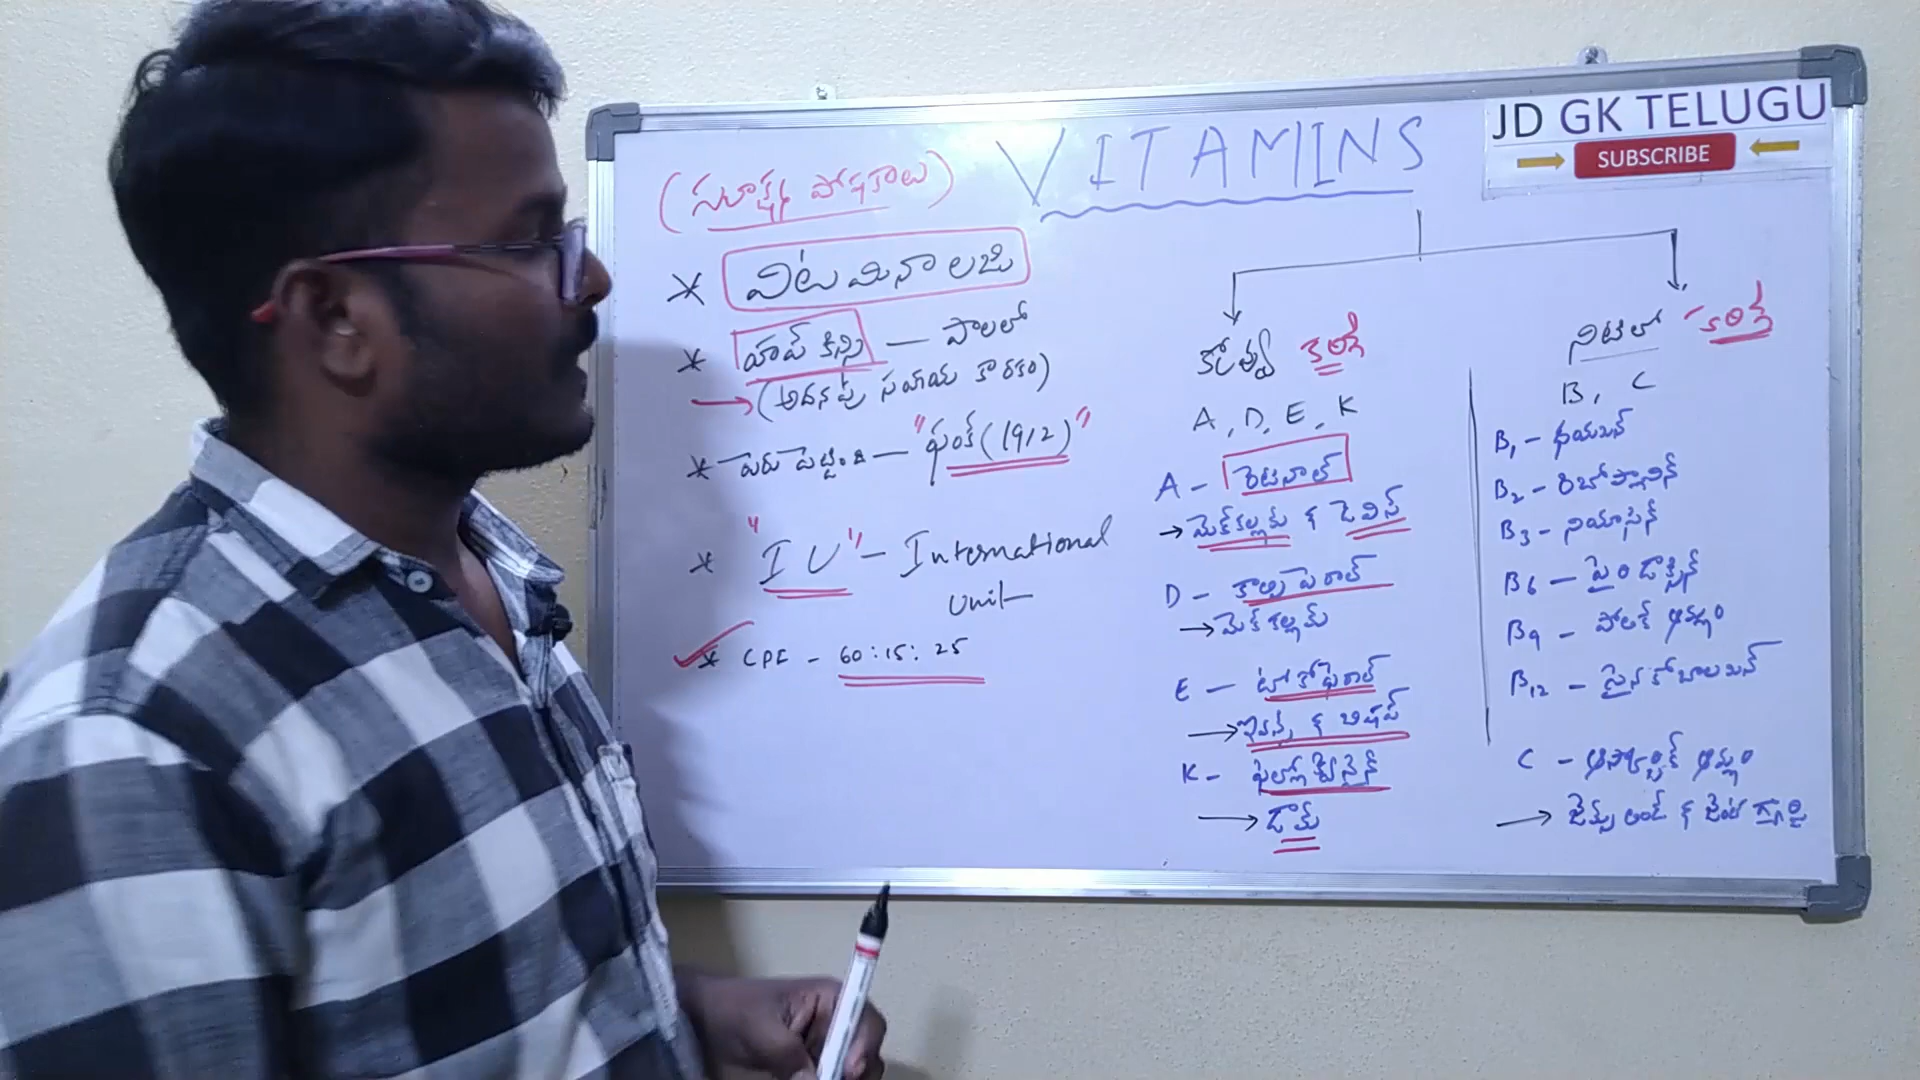 JD GK TELUGU
SUBSCRIBE
VITAMINS
(సూక్ష్మ పోషకాలు)
* విటమినాలజి
* హాప్ కిన్స్ — పాలలో
→ (అదనపు సహాయ కారకం)
* పేరు పెట్టింది — "ఫంక్ (1912)"
* "IU" — International
Unit
* CPF - 60:15:25
కొవ్వు కరిగే
A, D, E, K
A - రెటినాల్
→ మెక్‌కల్లమ్ & డెవిస్
D - కాల్సిఫెరాల్
→ మెక్ కల్లమ్
E — టోకోఫెరాల్
→ ఇవాన్స్ & బిషప్
K - ఫిల్లోక్వినైన్
→ డామ్
నీటిలో కరిగే
B, C
B1 - థయమిన్
B2 - రిబోఫ్లావిన్
B3 - నియాసిన్
B6 — పైరిడాక్సిన్
B9 - పోలిక్ ఆమ్లం
B12 - సైనకోబాలమిన్
C - ఆస్కార్బిక్ ఆమ్లం
→ జేమ్స్ లిండ్ &